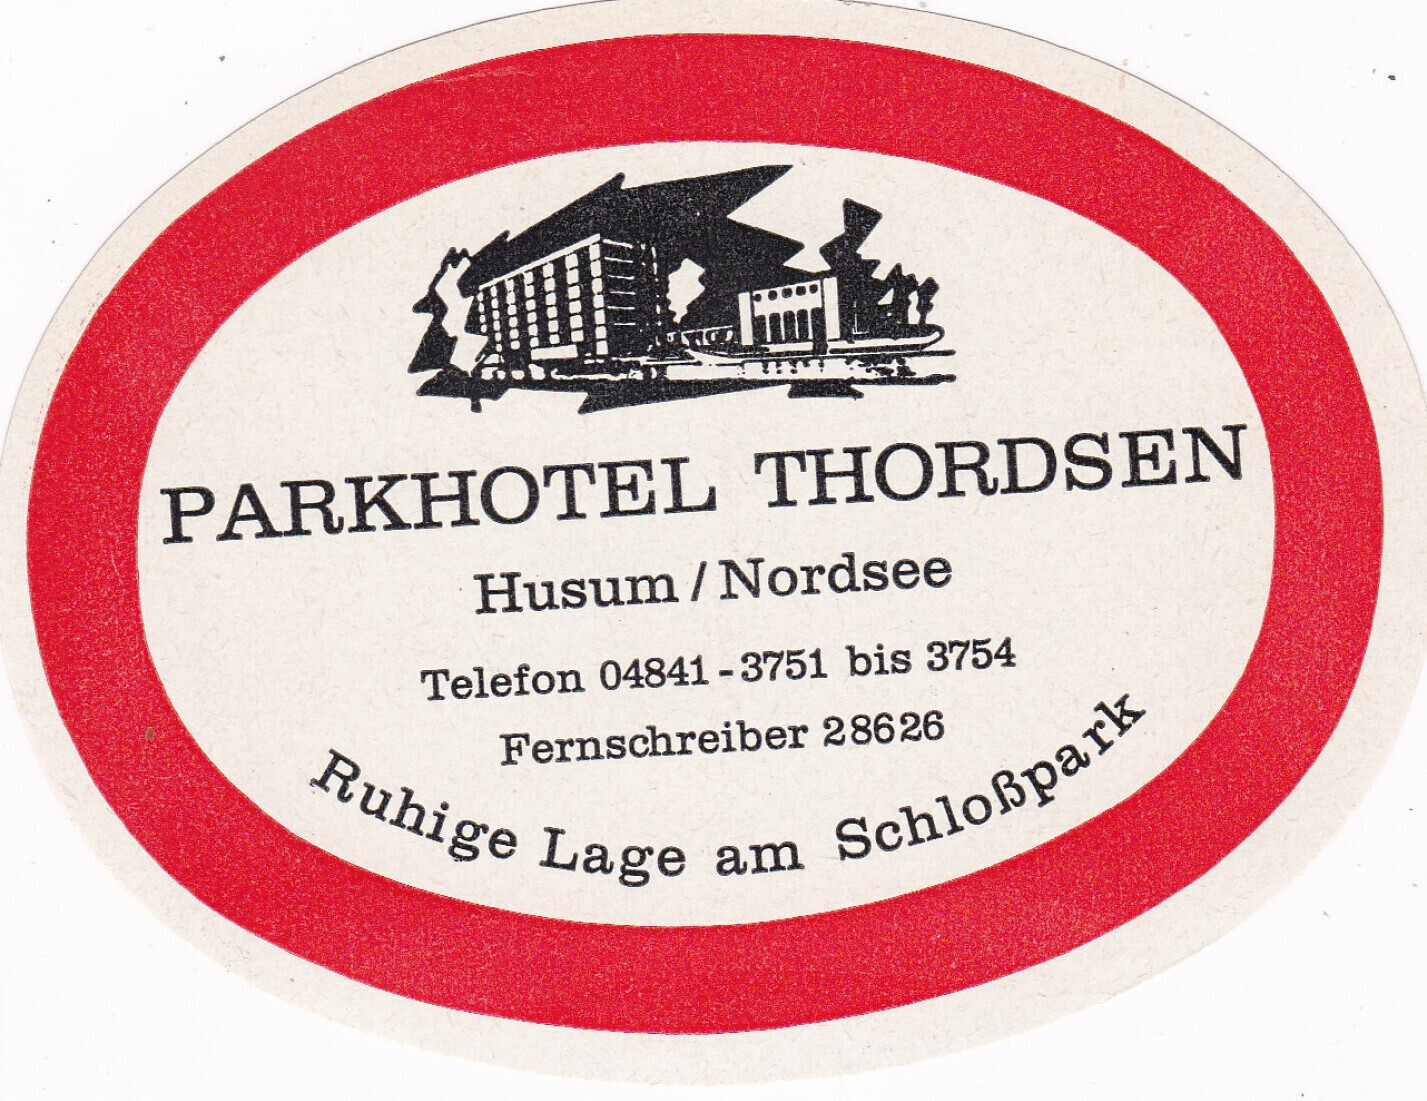 PARKHOTEL THORDSEN
Husum / Nordsee
Telefon 04841-3751 bis 3754
Fernschreiber 28626
Ruhige Lage am Schloßpark